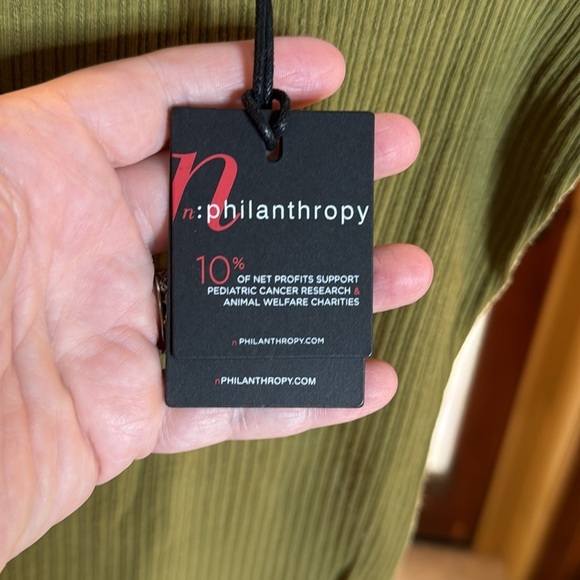 n
n:philanthropy
10%
OF NET PROFITS SUPPORT
PEDIATRIC CANCER RESEARCH &
ANIMAL WELFARE CHARITIES
nPHILANTHROPY.COM
nPHILANTHROPY.COM